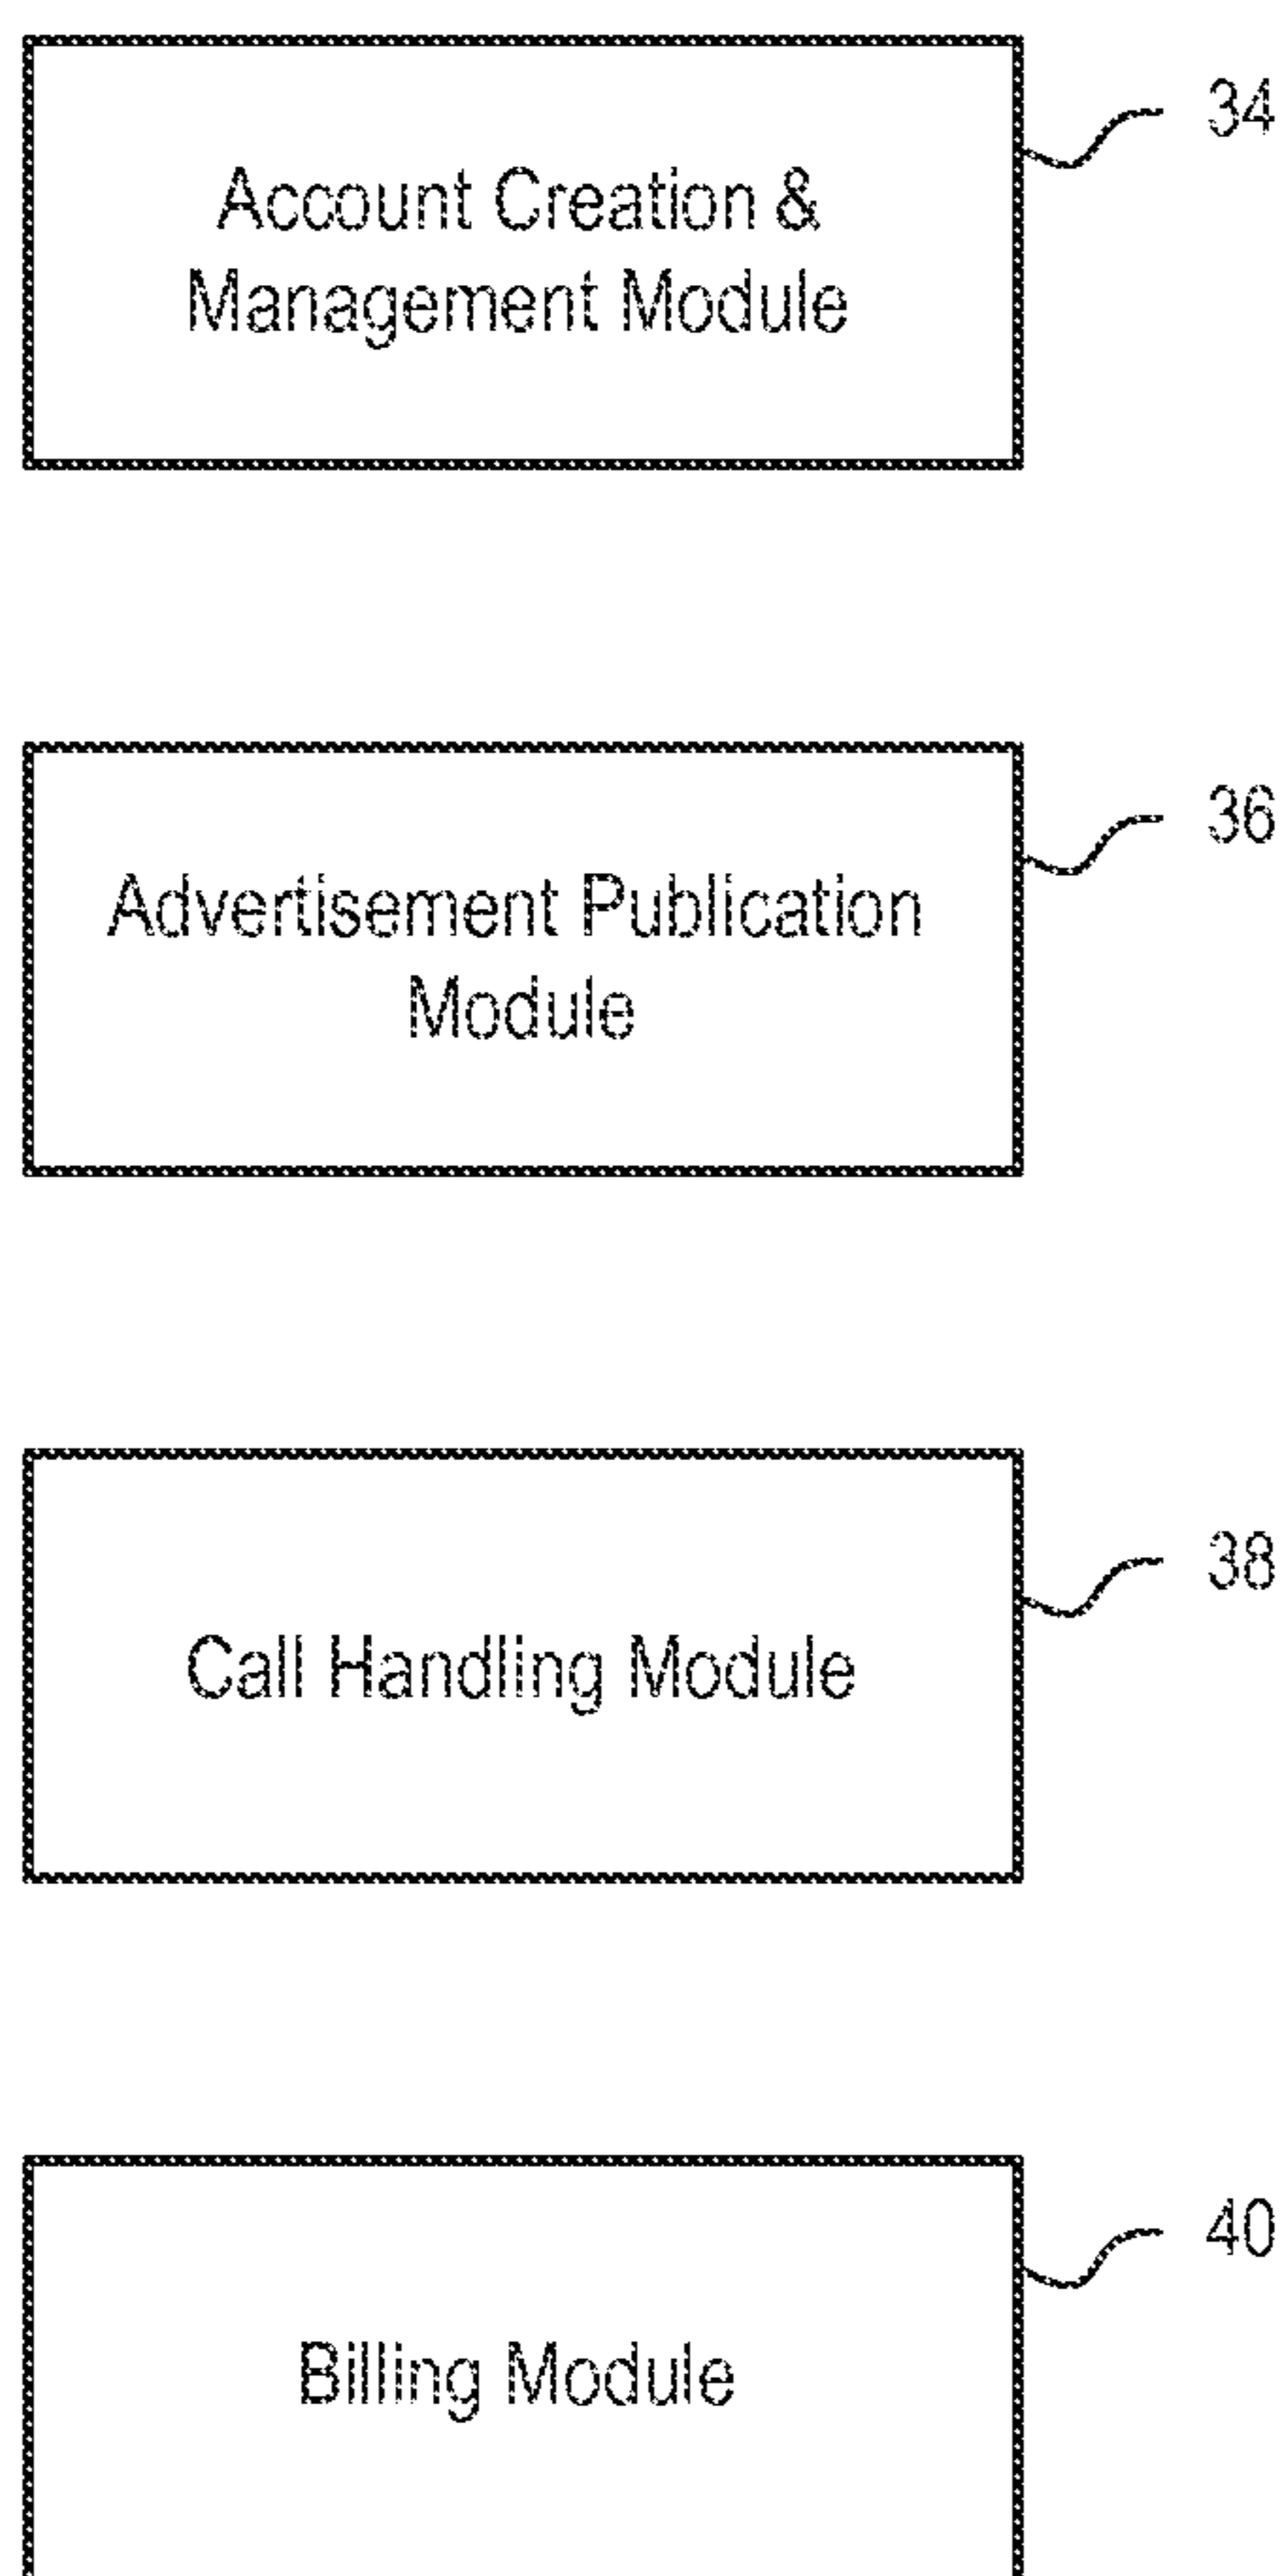 34
Account Creation &
Management Module
36
Advertisement Publication
Module
38
Call Handling Module
40
Billing Module